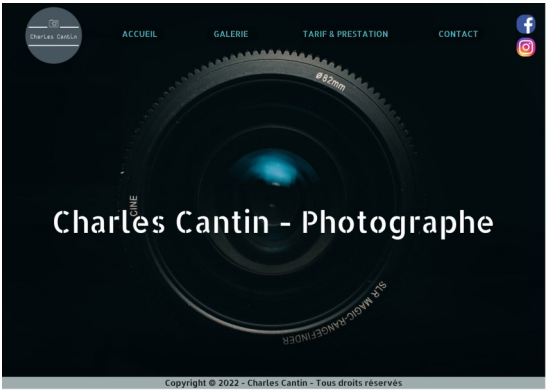 Charles Cantin
ACCUEIL
GALERIE
TARIF & PRESTATION
CONTACT
Ø82mm
CINE
Charles Cantin - Photographe
SLR MAGIC-RANGEFINDER
Copyright © 2022 - Charles Cantin - Tous droits réservés